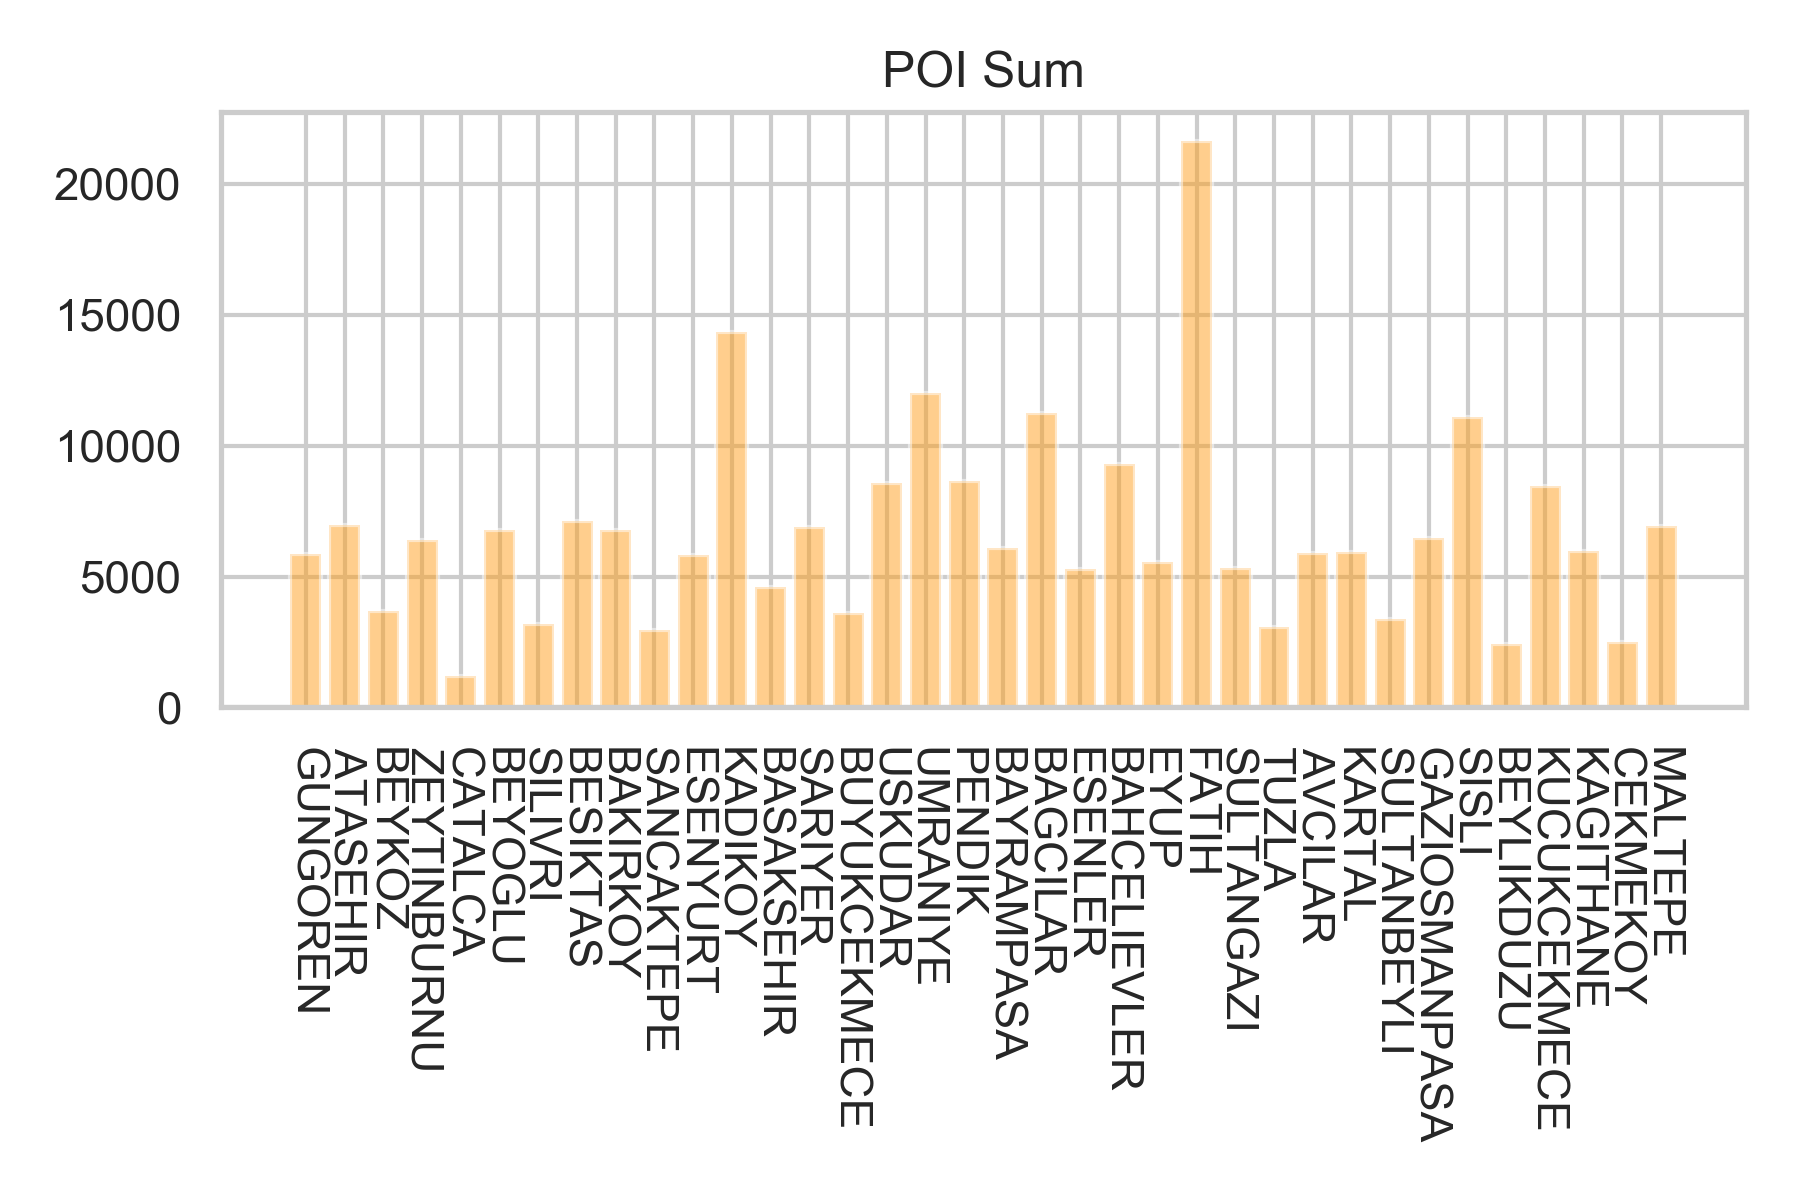 POI Sum
20000
15000
10000
5000
0
GUNGOREN
ATASEHIR
BEYKOZ
ZEYTINBURNU
CATALCA
BEYOGLU
SILIVRI
BESIKTAS
BAKIRKOY
SANCAKTEPE
ESENYURT
KADIKOY
BASAKSEHIR
SARIYER
BUYUKCEKMECE
USKUDAR
UMRANIYE
PENDIK
BAYRAMPASA
BAGCILAR
ESENLER
BAHCELIEVLER
EYUP
FATIH
SULTANGAZI
TUZLA
AVCILAR
KARTAL
SULTANBEYLI
GAZIOSMANPASA
SISLI
BEYLIKDUZU
KUCUKCEKMECE
KAGITHANE
CEKMEKOY
MALTEPE